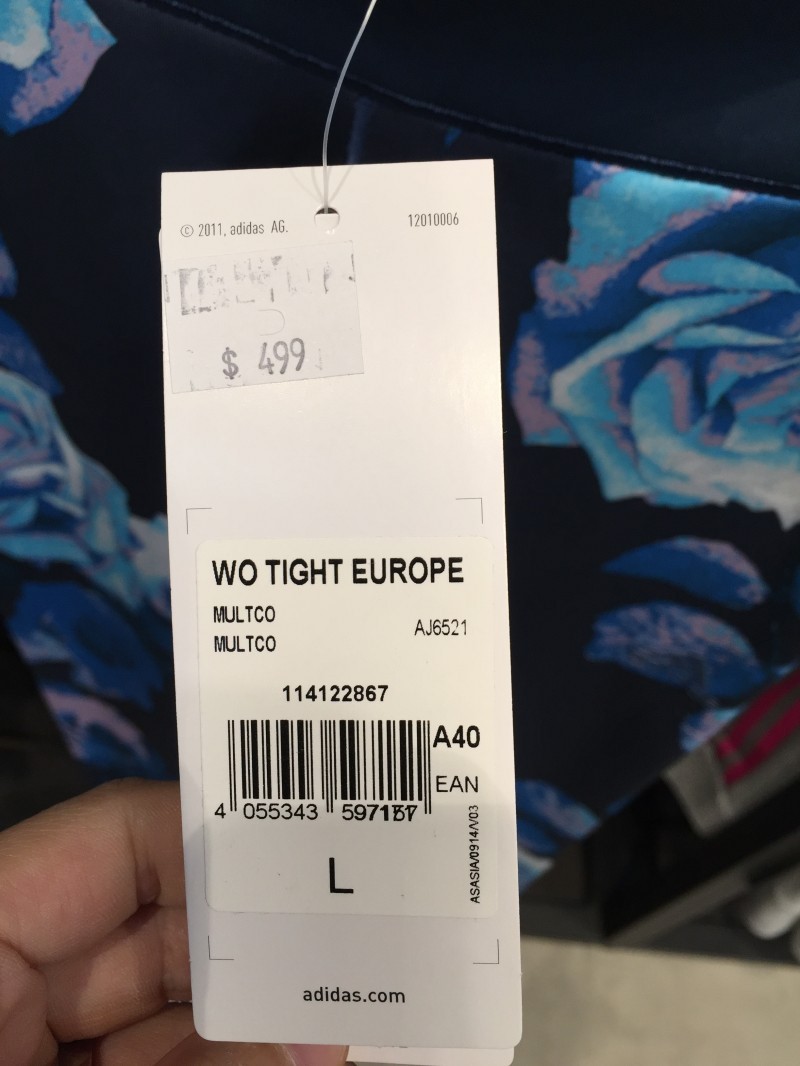 © 2011, adidas AG.
12010006
$ 499
WO TIGHT EUROPE
MULTCO
MULTCO
AJ6521
114122867
A40
EAN
4 055343 597157
ASASIA/0914/V03
L
adidas.com